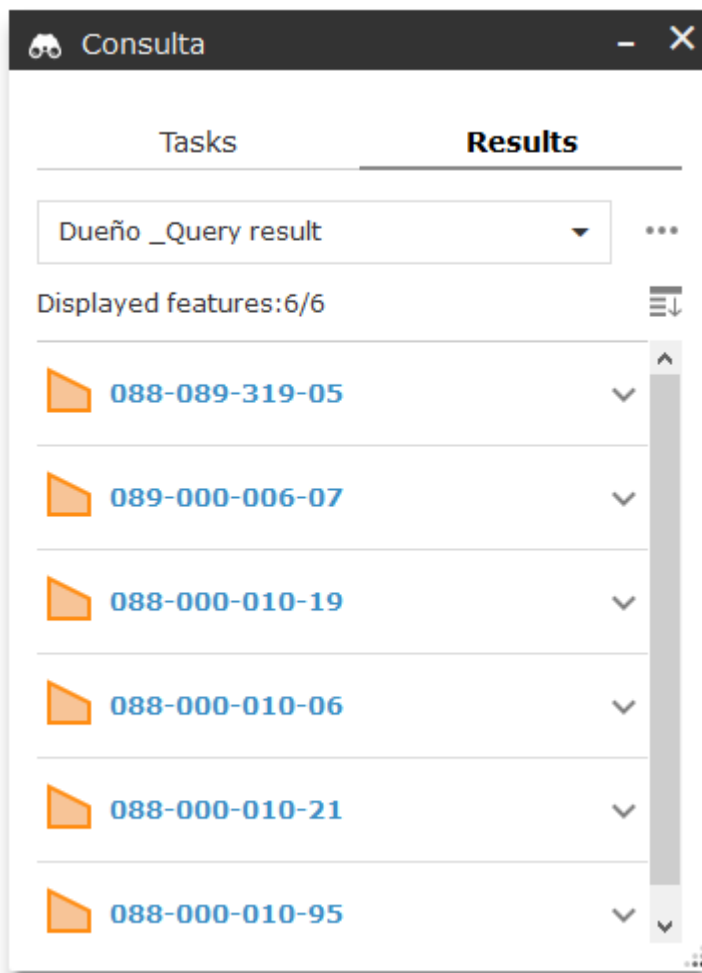 Consulta
Tasks Results
Dueño _Query result
Displayed features:6/6
088-089-319-05
089-000-006-07
088-000-010-19
088-000-010-06
088-000-010-21
088-000-010-95